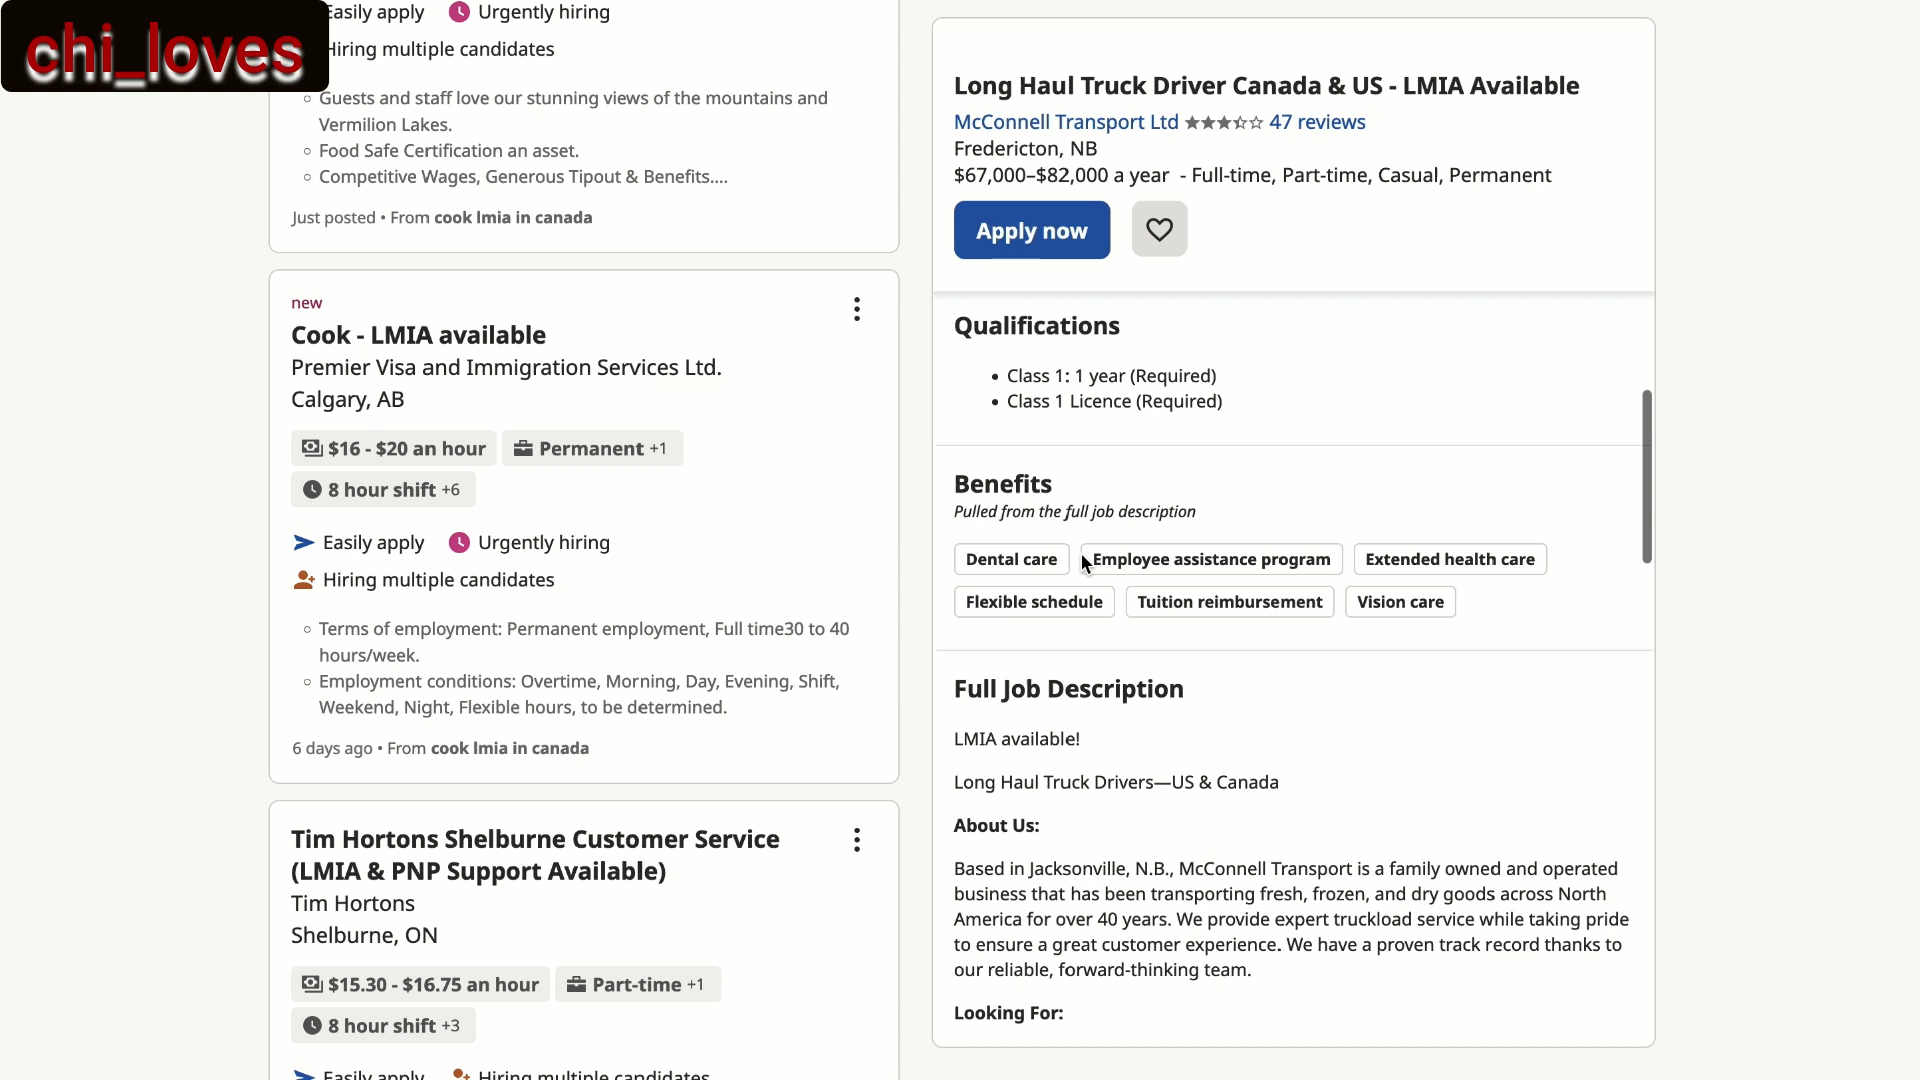 chi_loves
Easily apply Urgently hiring
Hiring multiple candidates
Guests and staff love our stunning views of the mountains and
Vermilion Lakes.
Food Safe Certification an asset.
Competitive Wages, Generous Tipout & Benefits....
Just posted • From cook lmia in canada
new
Cook - LMIA available
Premier Visa and Immigration Services Ltd.
Calgary, AB
$16 - $20 an hour Permanent +1
8 hour shift +6
Easily apply Urgently hiring
Hiring multiple candidates
Terms of employment: Permanent employment, Full time30 to 40
hours/week.
Employment conditions: Overtime, Morning, Day, Evening, Shift,
Weekend, Night, Flexible hours, to be determined.
6 days ago • From cook lmia in canada
Tim Hortons Shelburne Customer Service
(LMIA & PNP Support Available)
Tim Hortons
Shelburne, ON
$15.30 - $16.75 an hour Part-time +1
8 hour shift +3
Easily apply Hiring multiple candidates
Long Haul Truck Driver Canada & US - LMIA Available
McConnell Transport Ltd 47 reviews
Fredericton, NB
$67,000–$82,000 a year - Full-time, Part-time, Casual, Permanent
Apply now
Qualifications
• Class 1: 1 year (Required)
• Class 1 Licence (Required)
Benefits
Pulled from the full job description
Dental care Employee assistance program Extended health care
Flexible schedule Tuition reimbursement Vision care
Full Job Description
LMIA available!
Long Haul Truck Drivers—US & Canada
About Us:
Based in Jacksonville, N.B., McConnell Transport is a family owned and operated
business that has been transporting fresh, frozen, and dry goods across North
America for over 40 years. We provide expert truckload service while taking pride
to ensure a great customer experience. We have a proven track record thanks to
our reliable, forward-thinking team.
Looking For: